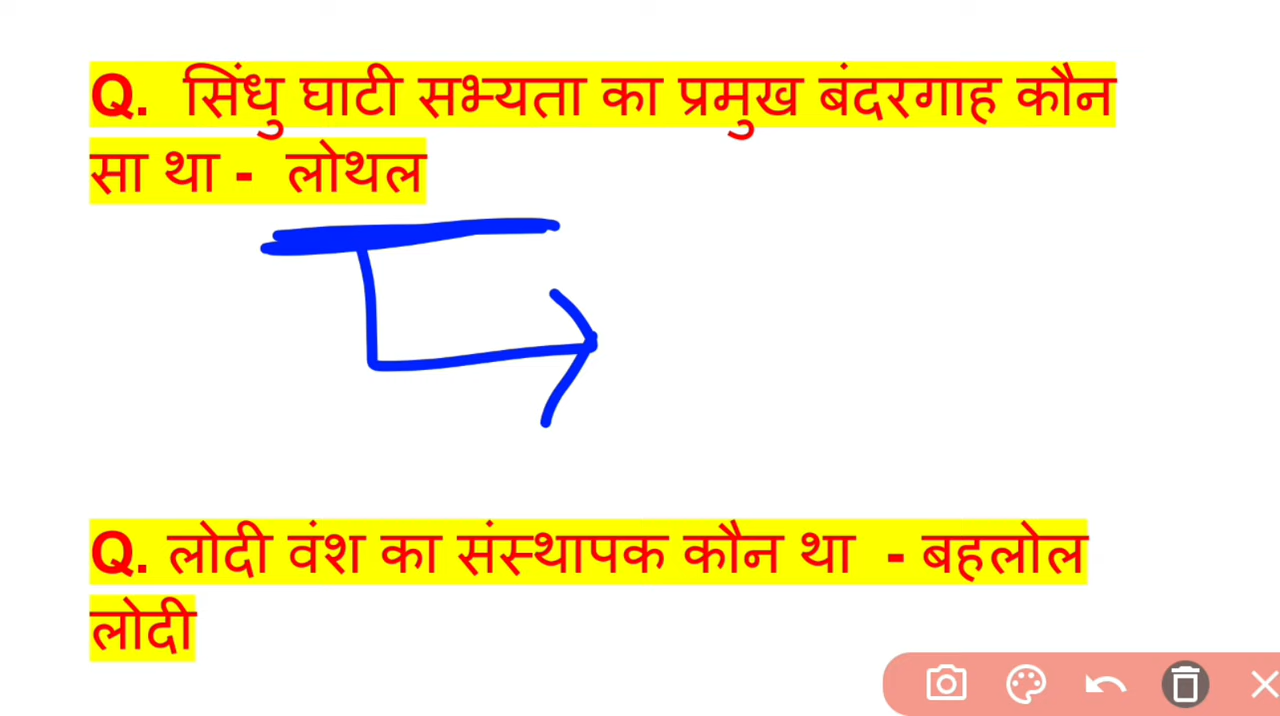 Q. सिंधु घाटी सभ्यता का प्रमुख बंदरगाह कौन
सा था - लोथल
Q. लोदी वंश का संस्थापक कौन था - बहलोल
लोदी